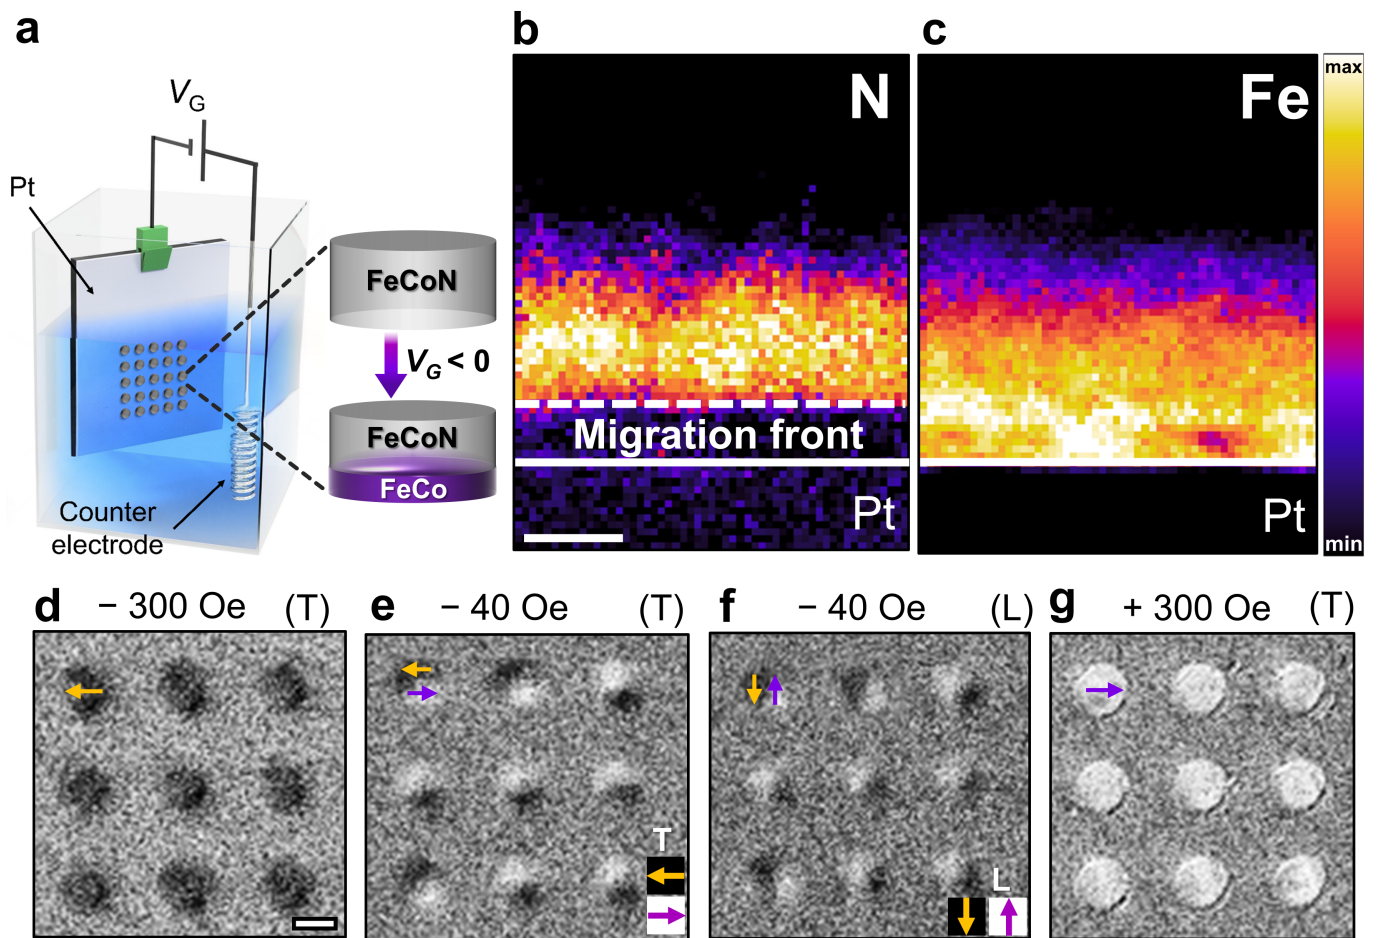 a
V_G
Pt
FeCoN
V_G < 0
FeCoN
FeCo
Counter
electrode
b
N
Migration front
Pt
c
Fe
Pt
max
min
d − 300 Oe (T)
e − 40 Oe (T)
T
f − 40 Oe (L)
L
g + 300 Oe (T)